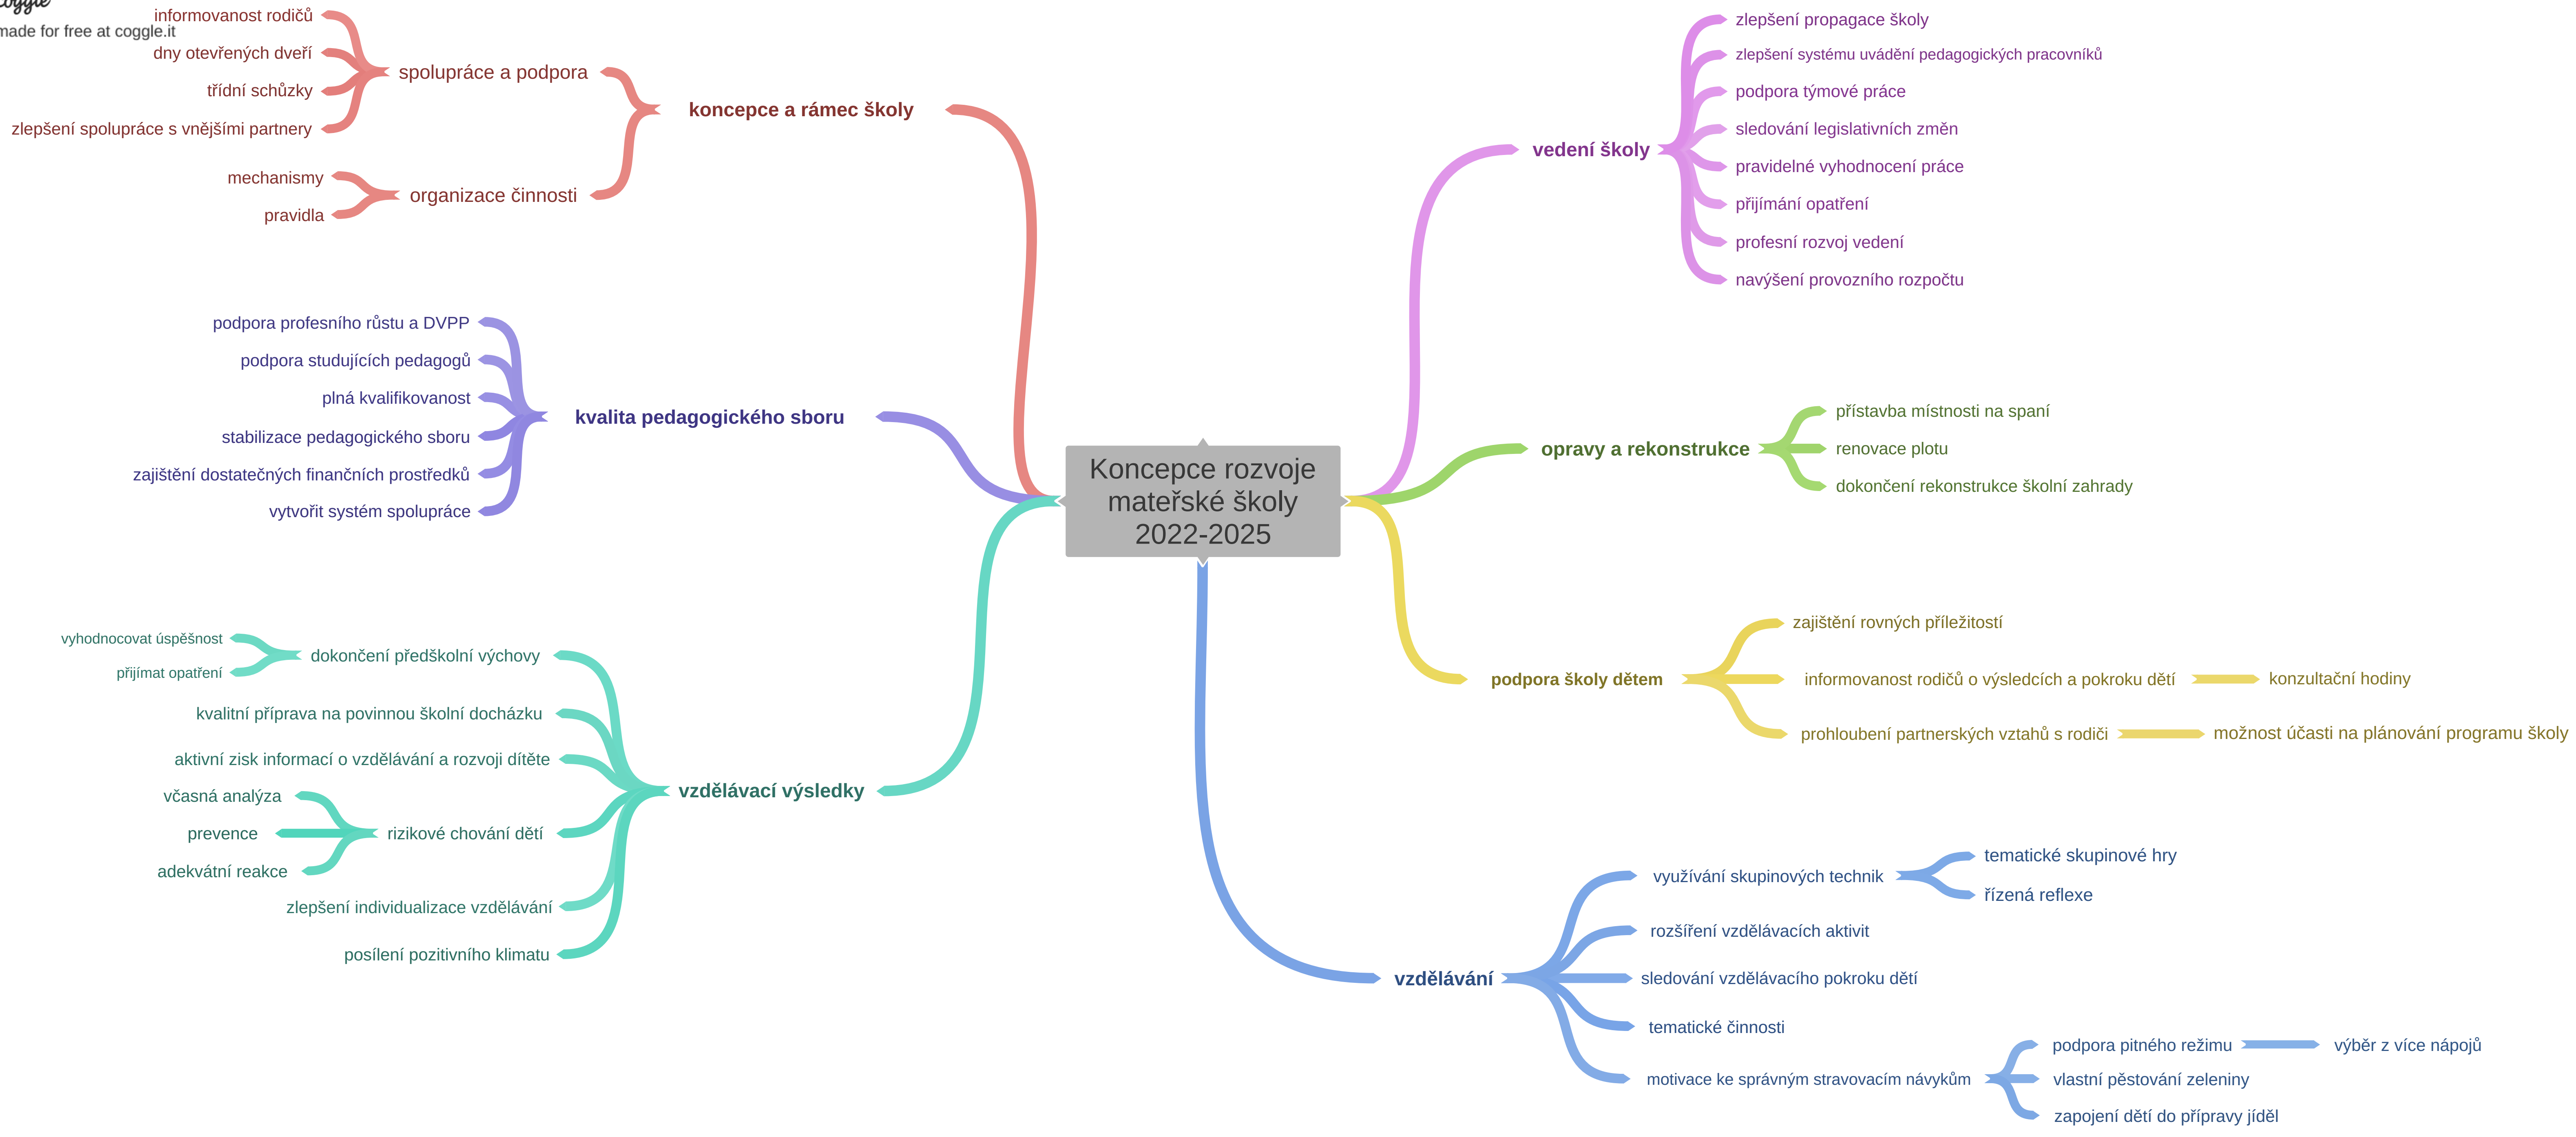 coggle
made for free at coggle.it
informovanost rodičů
dny otevřených dveří
třídní schůzky
zlepšení spolupráce s vnějšími partnery
spolupráce a podpora
mechanismy
pravidla
organizace činnosti
koncepce a rámec školy
podpora profesního růstu a DVPP
podpora studujících pedagogů
plná kvalifikovanost
stabilizace pedagogického sboru
zajištění dostatečných finančních prostředků
vytvořit systém spolupráce
kvalita pedagogického sboru
vyhodnocovat úspěšnost
přijímat opatření
dokončení předškolní výchovy
kvalitní příprava na povinnou školní docházku
aktivní zisk informací o vzdělávání a rozvoji dítěte
včasná analýza
prevence
adekvátní reakce
rizikové chování dětí
zlepšení individualizace vzdělávání
posílení pozitivního klimatu
vzdělávací výsledky
Koncepce rozvoje
mateřské školy
2022-2025
vedení školy
zlepšení propagace školy
zlepšení systému uvádění pedagogických pracovníků
podpora týmové práce
sledování legislativních změn
pravidelné vyhodnocení práce
přijímání opatření
profesní rozvoj vedení
navýšení provozního rozpočtu
opravy a rekonstrukce
přístavba místnosti na spaní
renovace plotu
dokončení rekonstrukce školní zahrady
podpora školy dětem
zajištění rovných příležitostí
informovanost rodičů o výsledcích a pokroku dětí
konzultační hodiny
prohloubení partnerských vztahů s rodiči
možnost účasti na plánování programu školy
vzdělávání
využívání skupinových technik
tematické skupinové hry
řízená reflexe
rozšíření vzdělávacích aktivit
sledování vzdělávacího pokroku dětí
tematické činnosti
motivace ke správným stravovacím návykům
podpora pitného režimu
výběr z více nápojů
vlastní pěstování zeleniny
zapojení dětí do přípravy jíděl